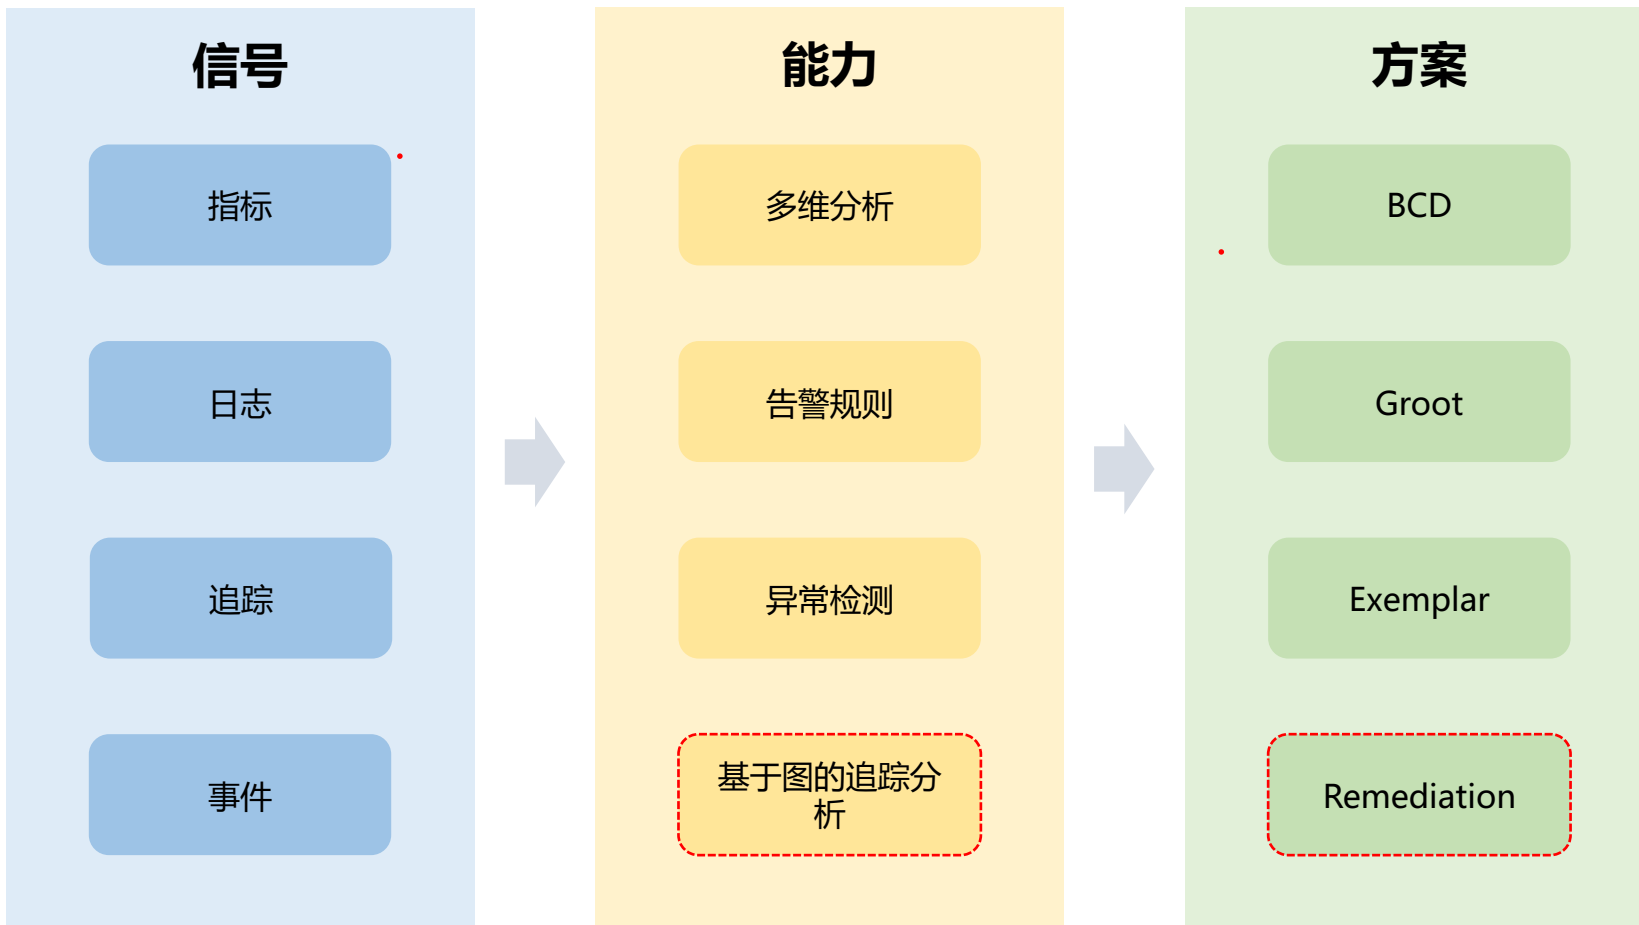 信号
指标
日志
追踪
事件
能力
多维分析
告警规则
异常检测
基于图的追踪分
析
方案
BCD
Groot
Exemplar
Remediation